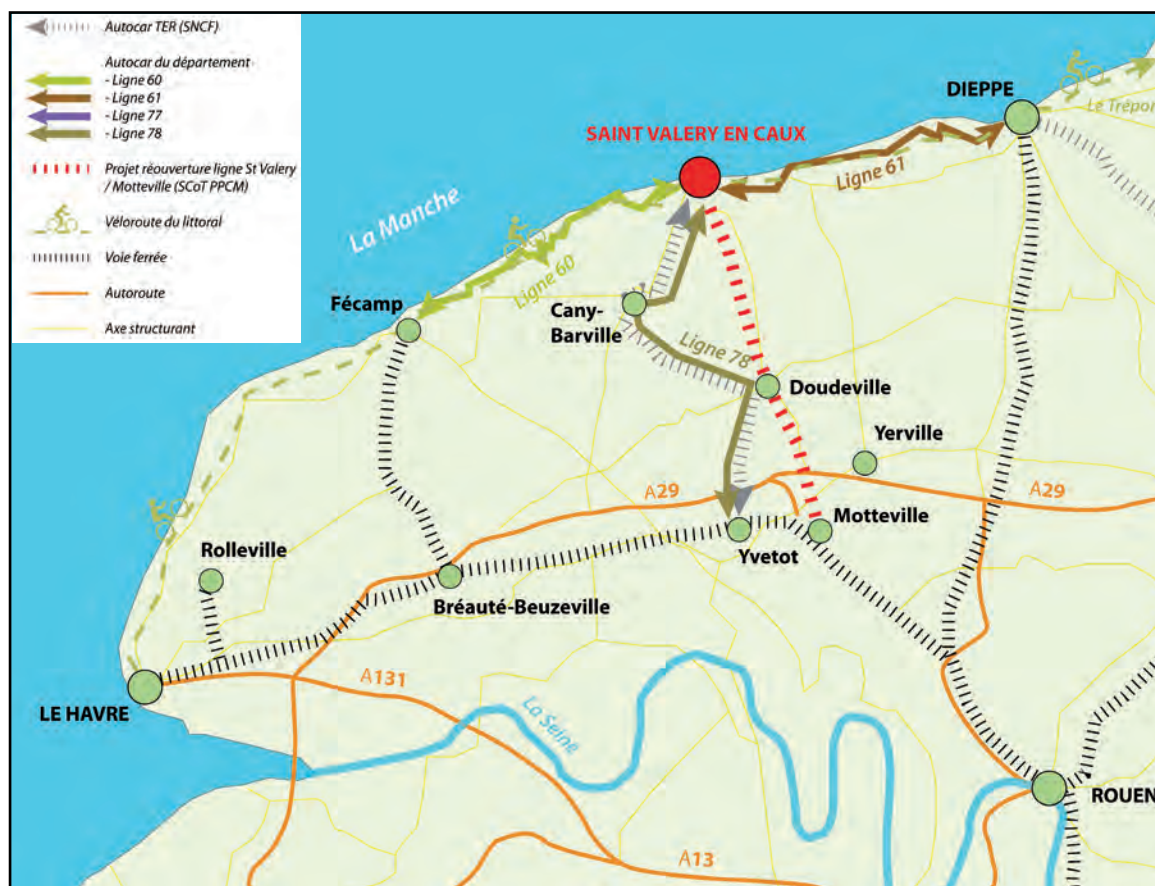 Autocar TER (SNCF)
Autocar du département
- Ligne 60
- Ligne 61
- Ligne 77
- Ligne 78
Projet réouverture ligne St Valery
/ Motteville (SCoT PPCM)
Véloroute du littoral
Voie ferrée
Autoroute
Axe structurant
DIEPPE
Le Trépor
SAINT VALERY EN CAUX
Ligne 61
La Manche
Ligne 60
Fécamp
Cany-
Barville
Ligne 78
Doudeville
Yerville
A29
A29
Motteville
Yvetot
Rolleville
Bréauté-Beuzeville
A131
LE HAVRE
La Seine
ROUEN
A13